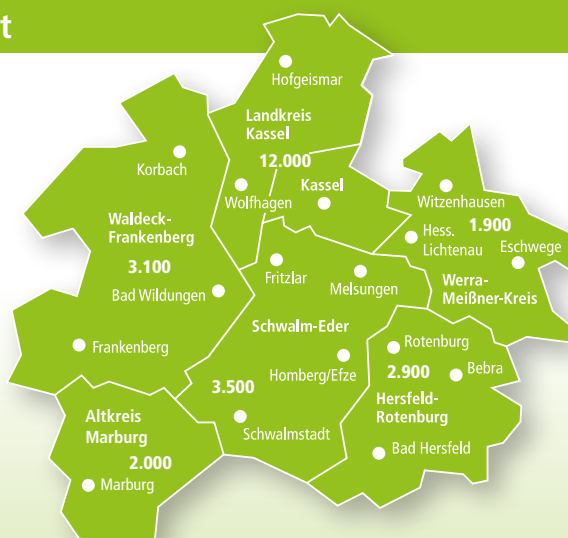 t
Hofgeismar
Landkreis
Kassel
12.000
Korbach
Wolfhagen
Kassel
Witzenhausen
Waldeck-
Frankenberg
3.100
Hess.
Lichtenau
1.900
Eschwege
Fritzlar
Melsungen
Bad Wildungen
Werra-
Meißner-Kreis
Schwalm-Eder
Frankenberg
Homberg/Efze
Rotenburg
2.900
Bebra
3.500
Hersfeld-
Rotenburg
Altkreis
Marburg
2.000
Schwalmstadt
Bad Hersfeld
Marburg